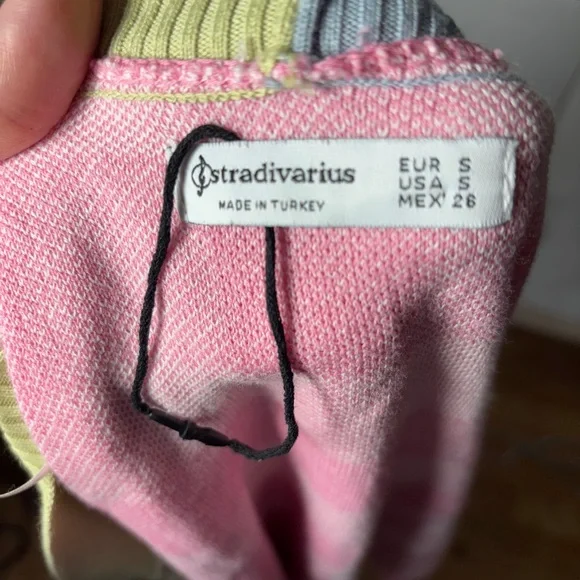 stradivarius
MADE IN TURKEY
EUR S
USA S
MEX 26